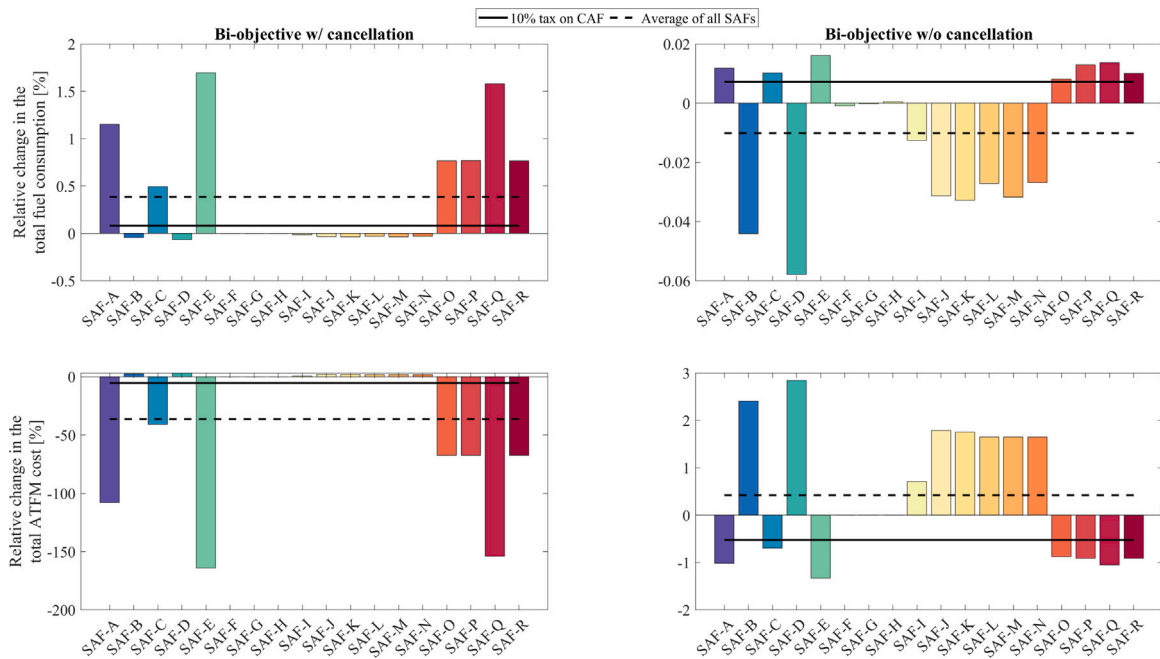 10% tax on CAF Average of all SAFs
Bi-objective w/ cancellation
Relative change in the
total fuel consumption [%]
2
1.5
1
0.5
0
-0.5
SAF-A SAF-B SAF-C SAF-D SAF-E SAF-F SAF-G SAF-H SAF-I SAF-J SAF-K SAF-L SAF-M SAF-N SAF-O SAF-P SAF-Q SAF-R
Bi-objective w/o cancellation
0.02
0
-0.02
-0.04
-0.06
SAF-A SAF-B SAF-C SAF-D SAF-E SAF-F SAF-G SAF-H SAF-I SAF-J SAF-K SAF-L SAF-M SAF-N SAF-O SAF-P SAF-Q SAF-R
Relative change in the
total ATFM cost [%]
0
-50
-100
-150
-200
SAF-A SAF-B SAF-C SAF-D SAF-E SAF-F SAF-G SAF-H SAF-I SAF-J SAF-K SAF-L SAF-M SAF-N SAF-O SAF-P SAF-Q SAF-R
3
2
1
0
-1
-2
SAF-A SAF-B SAF-C SAF-D SAF-E SAF-F SAF-G SAF-H SAF-I SAF-J SAF-K SAF-L SAF-M SAF-N SAF-O SAF-P SAF-Q SAF-R